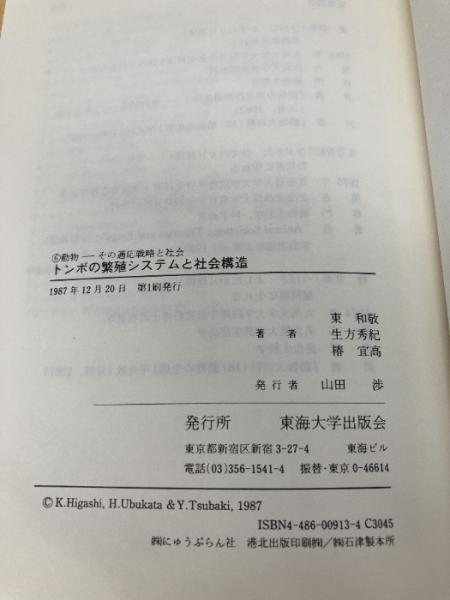 ⑥動物──その適応戦略と社会
トンボの繁殖システムと社会構造
1987年12月20日　第1刷発行
東　和敬
著　者　生方秀紀
椿　宜高
発行者　山田　渉
発行所　東海大学出版会
東京都新宿区新宿3-27-4　東海ビル
電話(03)356-1541-4　振替・東京0-46614
©K.Higashi, H.Ubukata & Y.Tsubaki, 1987
ISBN4-486-00913-4 C3045
㈱にゅうぷらん社　港北出版印刷㈱/㈱石津製本所